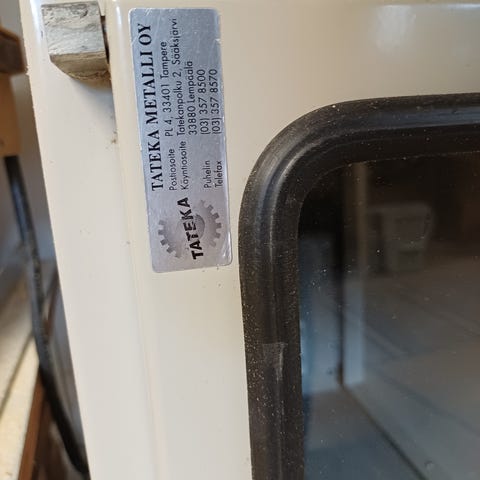 TATEKA METALLI OY
Postiosoite PL 4, 33401 Tampere
Käyntiosoite Tatekanpolku 2, Sääksjärvi
33880 Lempäälä
Puhelin (03) 357 8500
Telefax (03) 357 8570
TATEKA